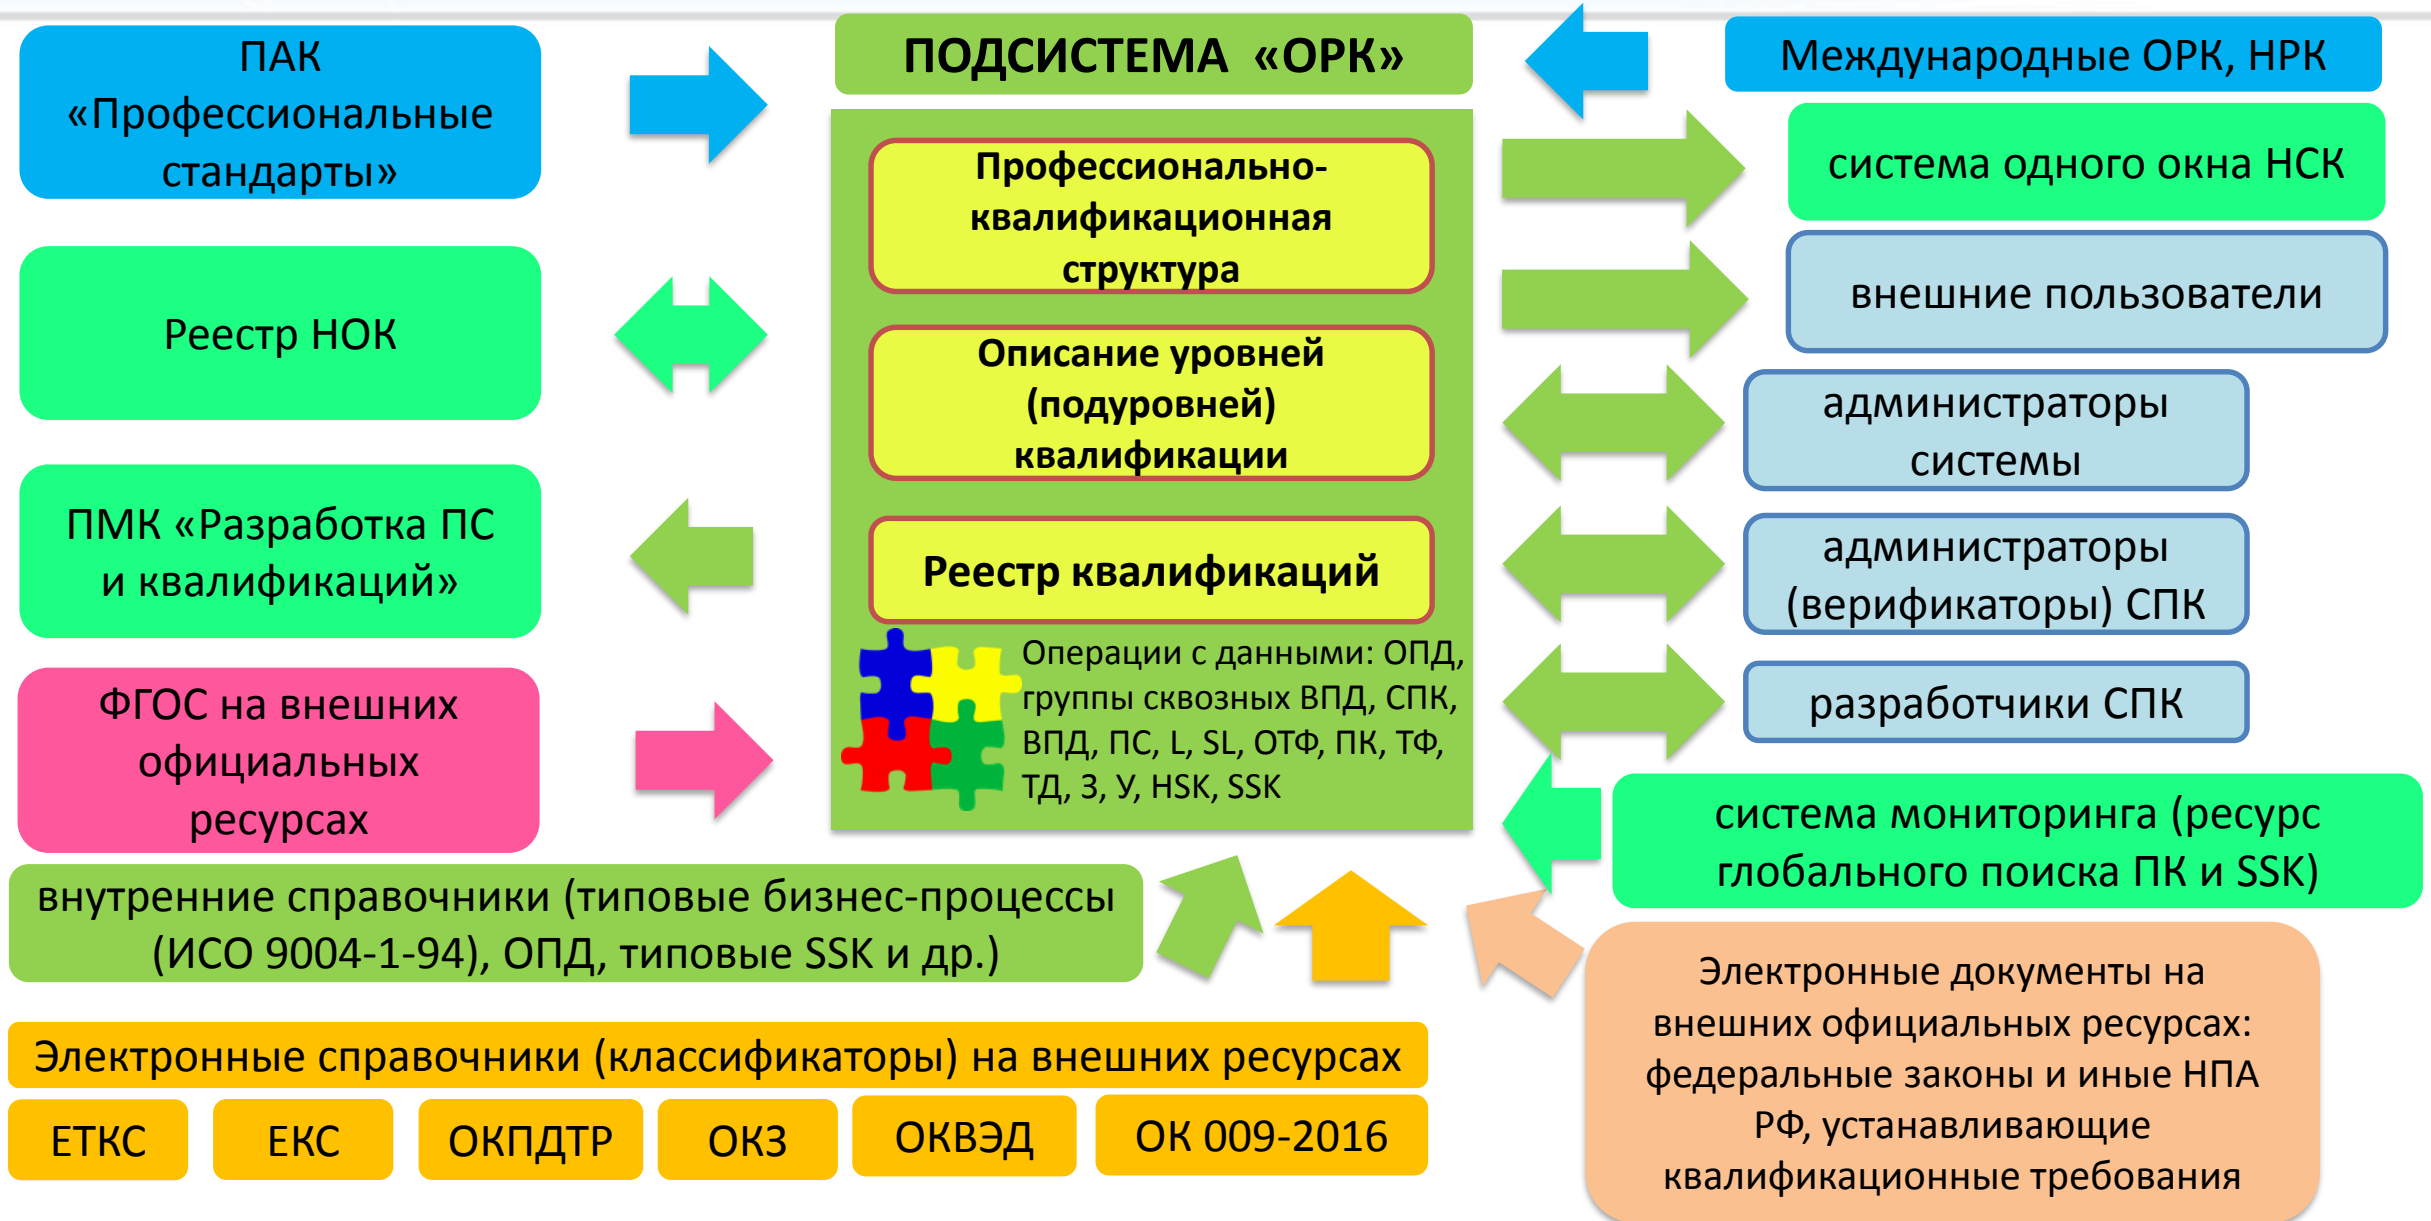 ПАК
«Профессиональные
стандарты»
Реестр НОК
ПМК «Разработка ПС
и квалификаций»
ФГОС на внешних
официальных
ресурсах
ПОДСИСТЕМА «ОРК»
Профессионально-
квалификационная
структура
Описание уровней
(подуровней)
квалификации
Реестр квалификаций
Операции с данными: ОПД,
группы сквозных ВПД, СПК,
ВПД, ПС, L, SL, ОТФ, ПК, ТФ,
ТД, З, У, HSK, SSK
Международные ОРК, НРК
система одного окна НСК
внешние пользователи
администраторы
системы
администраторы
(верификаторы) СПК
разработчики СПК
система мониторинга (ресурс
глобального поиска ПК и SSK)
внутренние справочники (типовые бизнес-процессы
(ИСО 9004-1-94), ОПД, типовые SSK и др.)
Электронные документы на
внешних официальных ресурсах:
федеральные законы и иные НПА
РФ, устанавливающие
квалификационные требования
Электронные справочники (классификаторы) на внешних ресурсах
ЕТКС
ЕКС
ОКПДТР
ОКЗ
ОКВЭД
ОК 009-2016